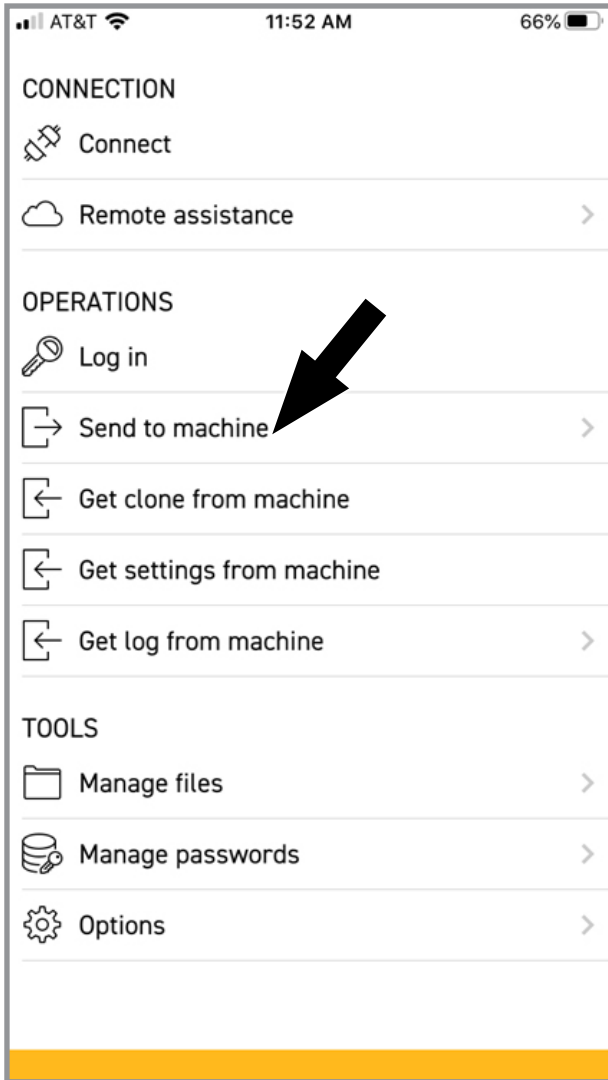 AT&T 11:52 AM 66%
CONNECTION
Connect
Remote assistance
OPERATIONS
Log in
Send to machine
Get clone from machine
Get settings from machine
Get log from machine
TOOLS
Manage files
Manage passwords
Options